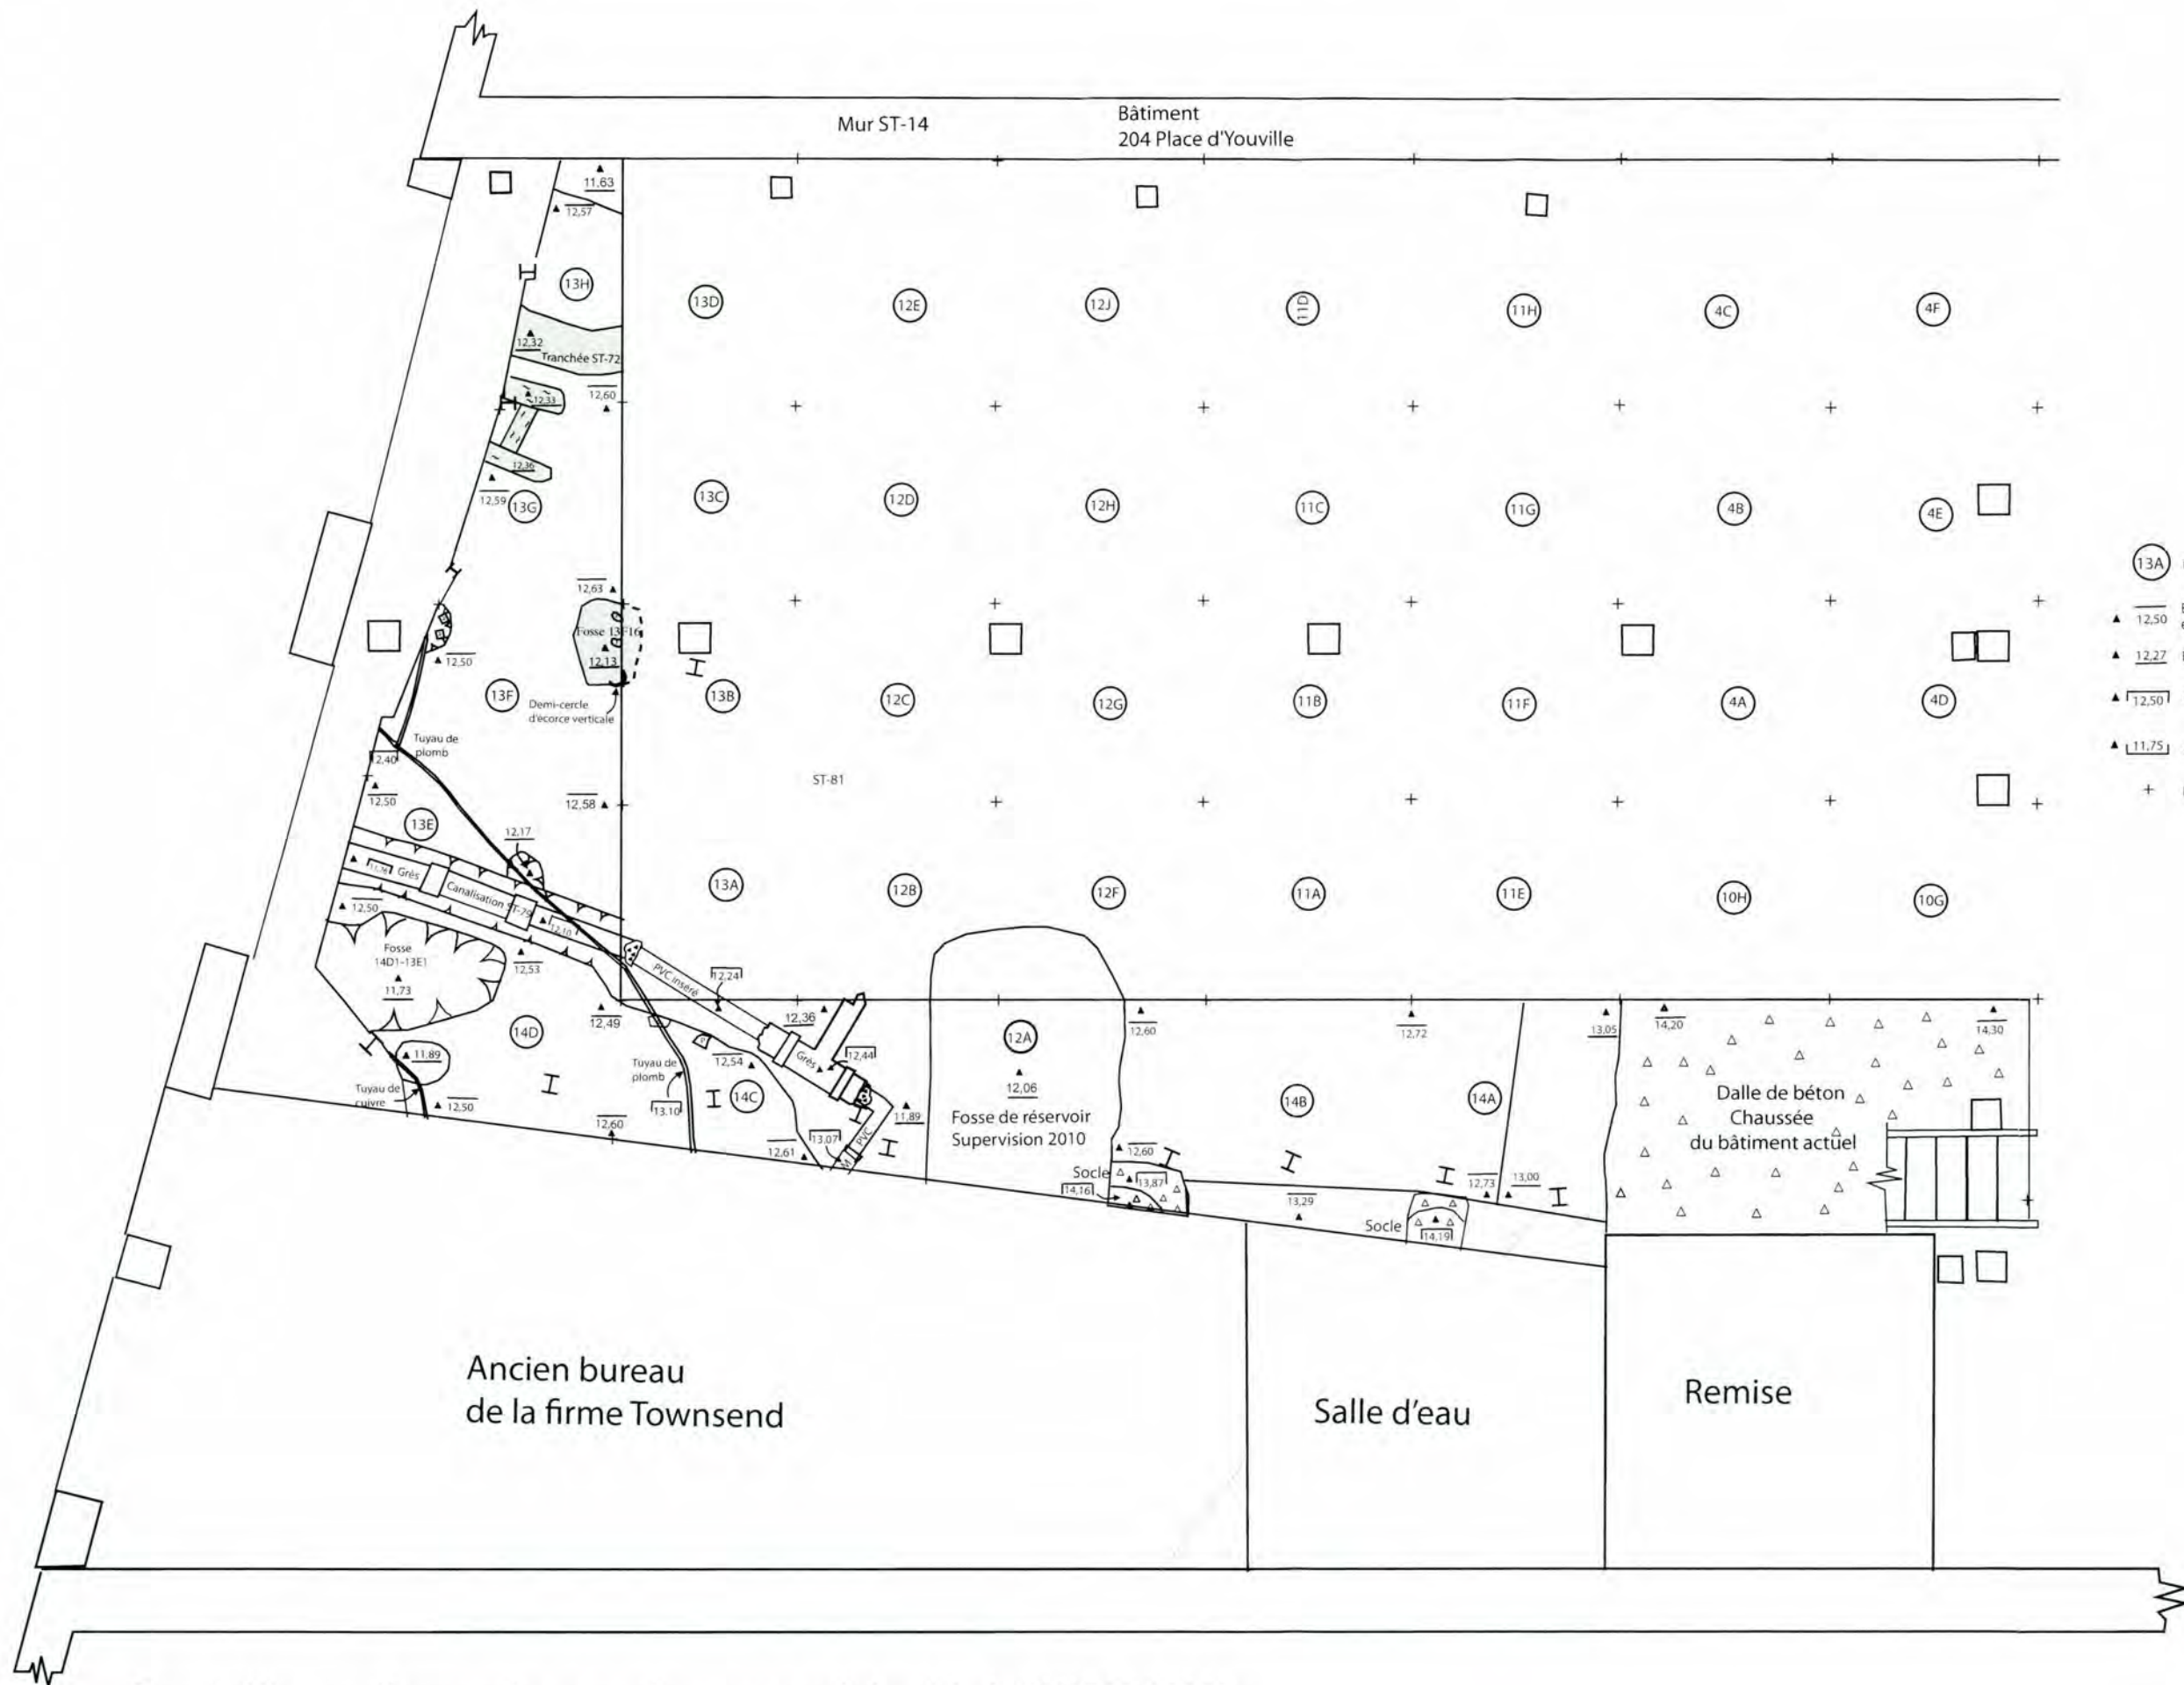 Mur ST-14
Bâtiment
204 Place d'Youville
11,63
12,57
13H
13D
12E
12J
11D
11H
4C
4F
12,32
Tranchée ST-72
12,33
12,60
12,36
12,59
13G
13C
12D
12H
11C
11G
4B
4E
13A
12,50
12,27
12,50
11,75
12,63
Fosse 13F16
12,13
12,50
13F
Demi-cercle
d'écorce verticale
13B
12C
12G
11B
11F
4A
4D
Tuyau de
plomb
12,40
12,50
12,58
ST-81
13E
12,17
11,76
Grès
Canalisation ST-79
12,10
13A
12B
12F
11A
11E
10H
10G
12,50
Fosse
14D1-13E1
11,73
12,53
PVC inséré
12,24
12,49
14D
12,36
12A
12,06
Fosse de réservoir
Supervision 2010
12,60
12,72
13,05
14,20
14,30
11,89
Tuyau de
cuivre
12,50
Tuyau de
plomb
13,10
12,54
14C
Grès
12,44
11,89
14B
14A
Dalle de béton
Chaussée
du bâtiment actuel
12,60
12,61
13,07
PVC
M
12,60
Socle
13,87
14,16
13,29
12,73
13,00
Socle
14,19
Ancien bureau
de la firme Townsend
Salle d'eau
Remise